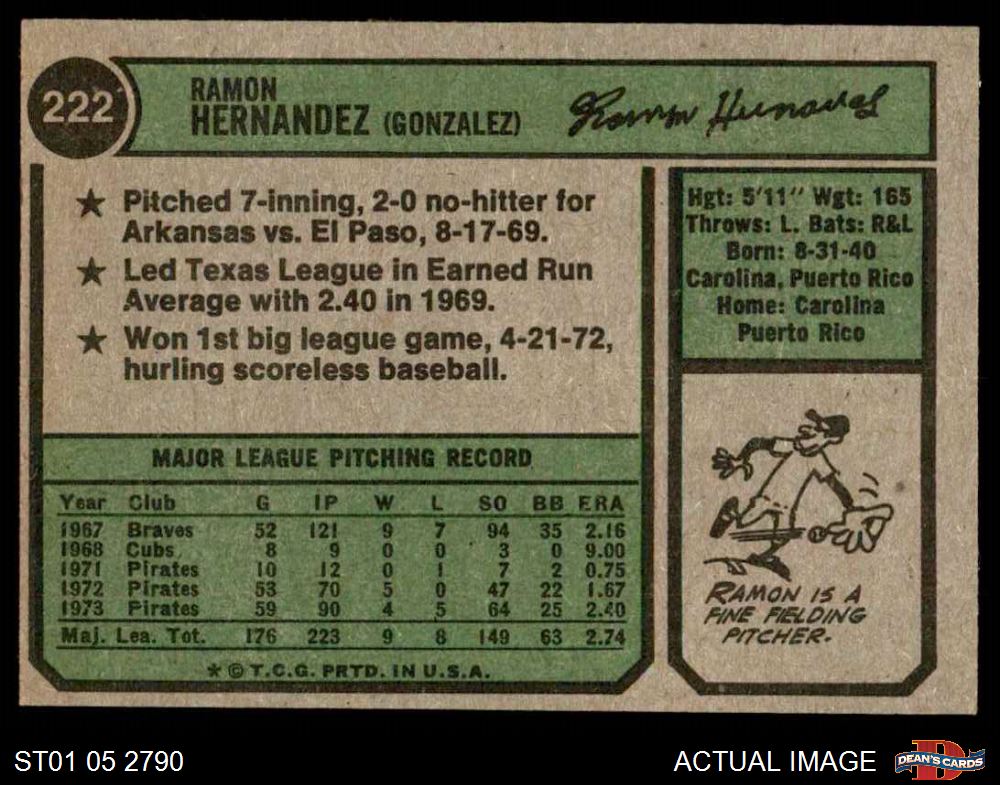 222
RAMON
HERNANDEZ (GONZALEZ)
Ramon Hernandez
★ Pitched 7-inning, 2-0 no-hitter for
Arkansas vs. El Paso, 8-17-69.
★ Led Texas League in Earned Run
Average with 2.40 in 1969.
★ Won 1st big league game, 4-21-72,
hurling scoreless baseball.
Hgt: 5'11" Wgt: 165
Throws: L. Bats: R&L
Born: 8-31-40
Carolina, Puerto Rico
Home: Carolina
Puerto Rico
MAJOR LEAGUE PITCHING RECORD
Year Club G IP W L SO BB ERA
1967 Braves 52 121 9 7 94 35 2.16
1968 Cubs 8 9 0 0 3 0 9.00
1971 Pirates 10 12 0 1 7 2 0.75
1972 Pirates 53 70 5 0 47 22 1.67
1973 Pirates 59 90 4 5 64 25 2.40
Maj. Lea. Tot. 176 223 9 8 149 63 2.74
* © T.C.G. PRTD. IN U.S.A.
RAMON IS A
FINE FIELDING
PITCHER.
ST01 05 2790
ACTUAL IMAGE
DEAN'S CARDS